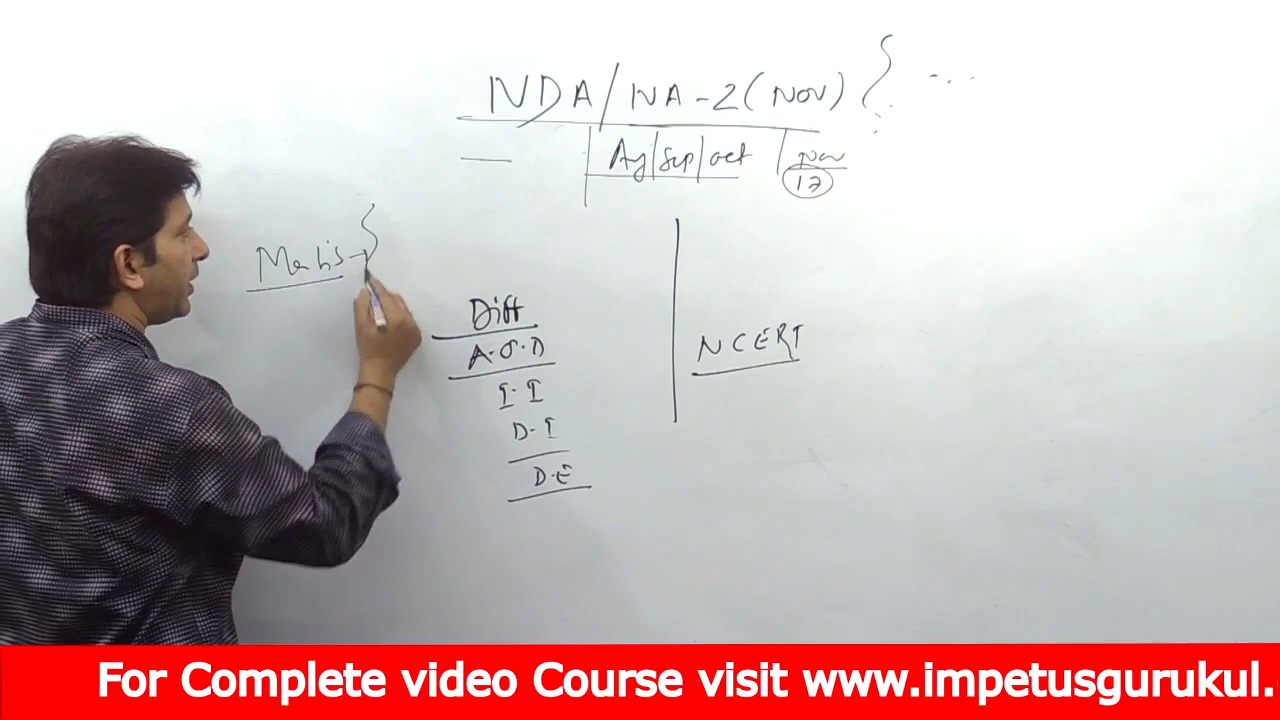 NDA/NA-2 (NOV)
Ag|Sep|oct | Nov
17
Maths
Diff
A.O.D
I.I
D.I
D.E
NCERT
For Complete video Course visit www.impetusgurukul.